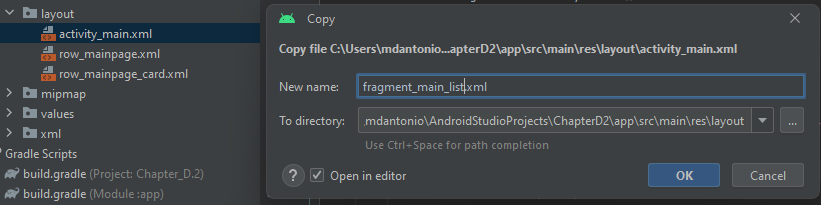 layout
activity_main.xml
row_mainpage.xml
row_mainpage_card.xml
mipmap
values
xml
Gradle Scripts
build.gradle (Project: Chapter_D.2)
build.gradle (Module :app)
Copy
Copy file C:\Users\mdantonio...apterD2\app\src\main\res\layout\activity_main.xml
New name: fragment_main_list.xml
To directory: mdantonio\AndroidStudioProjects\ChapterD2\app\src\main\res\layout ...
Use Ctrl+Space for path completion
? Open in editor OK Cancel